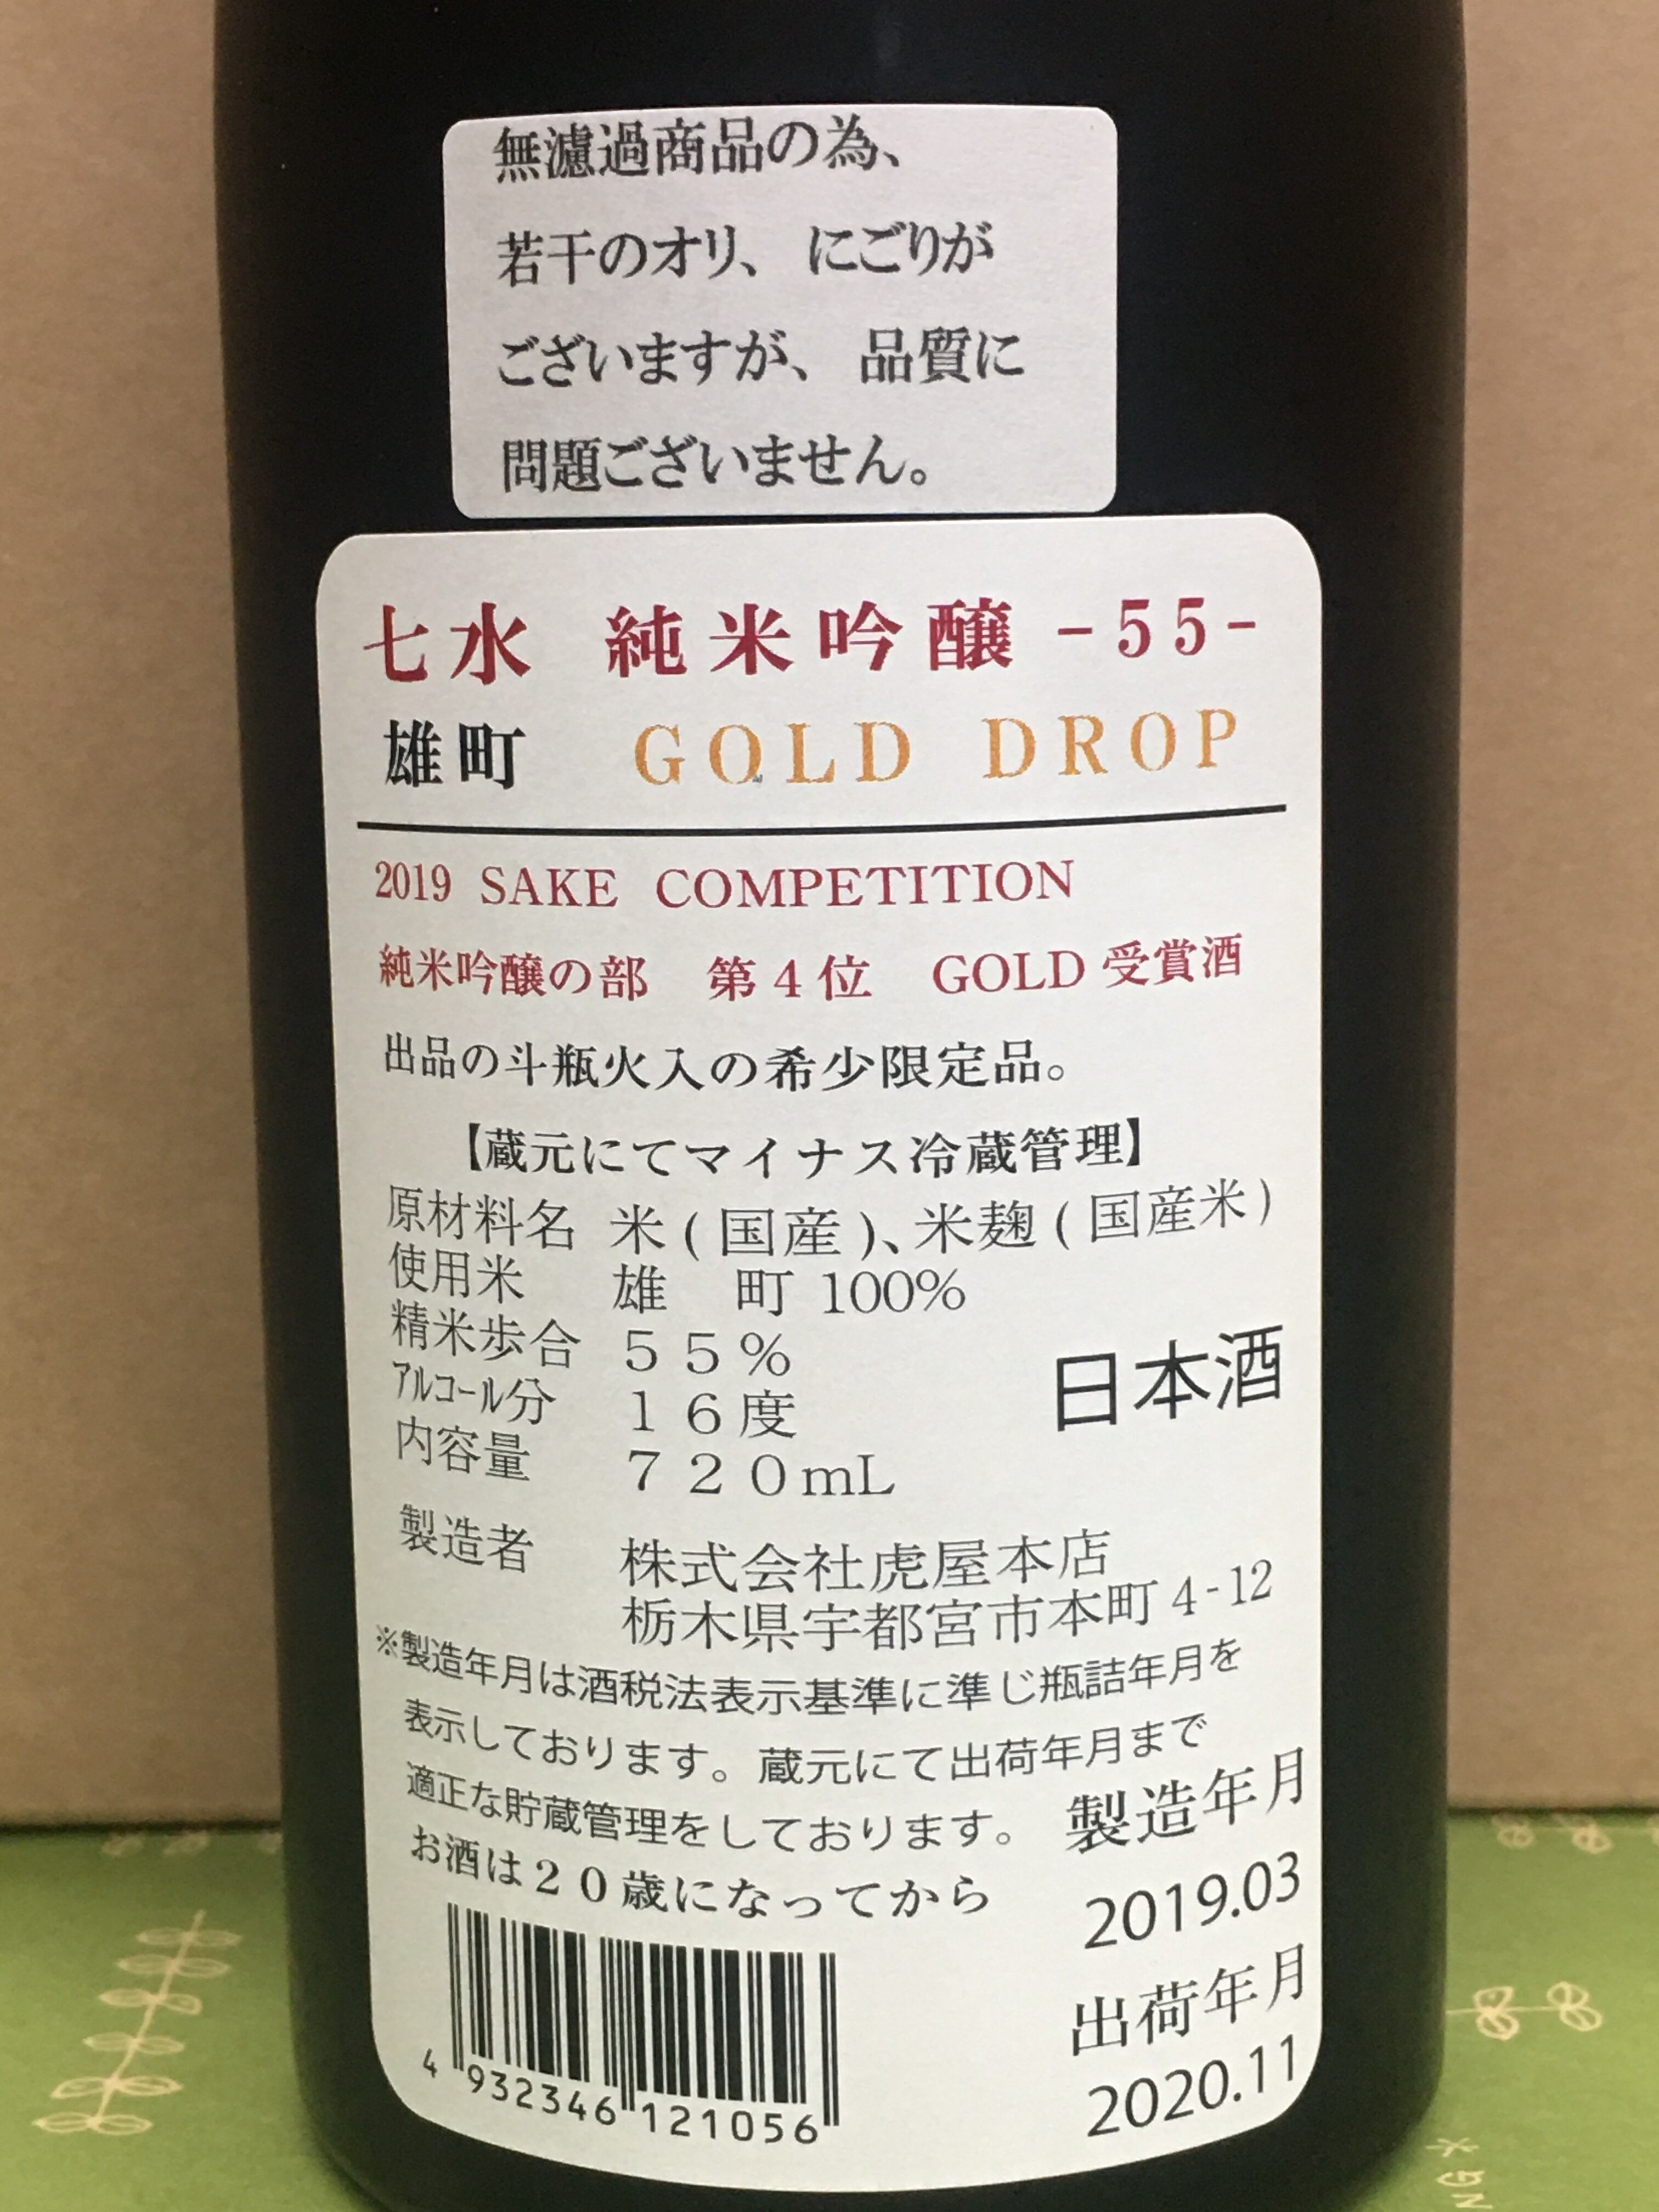 無濾過商品の為、
若干のオリ、にごりが
ございますが、品質に
問題ございません。
七水 純米吟醸 -55-
雄町 GOLD DROP
2019 SAKE COMPETITION
純米吟醸の部 第4位 GOLD 受賞酒
出品の斗瓶火入の希少限定品。
【蔵元にてマイナス冷蔵管理】
原材料名 米(国産)、米麹(国産米)
使用米 雄 町 100%
精米歩合 55%
アルコール分 16度
日本酒
内容量 720mL
製造者 株式会社虎屋本店
栃木県宇都宮市本町 4-12
※製造年月は酒税法表示基準に準じ瓶詰年月を
表示しております。蔵元にて出荷年月まで
適正な貯蔵管理をしております。
お酒は20歳になってから
製造年月
2019.03
出荷年月
2020.11
4 932346 121056